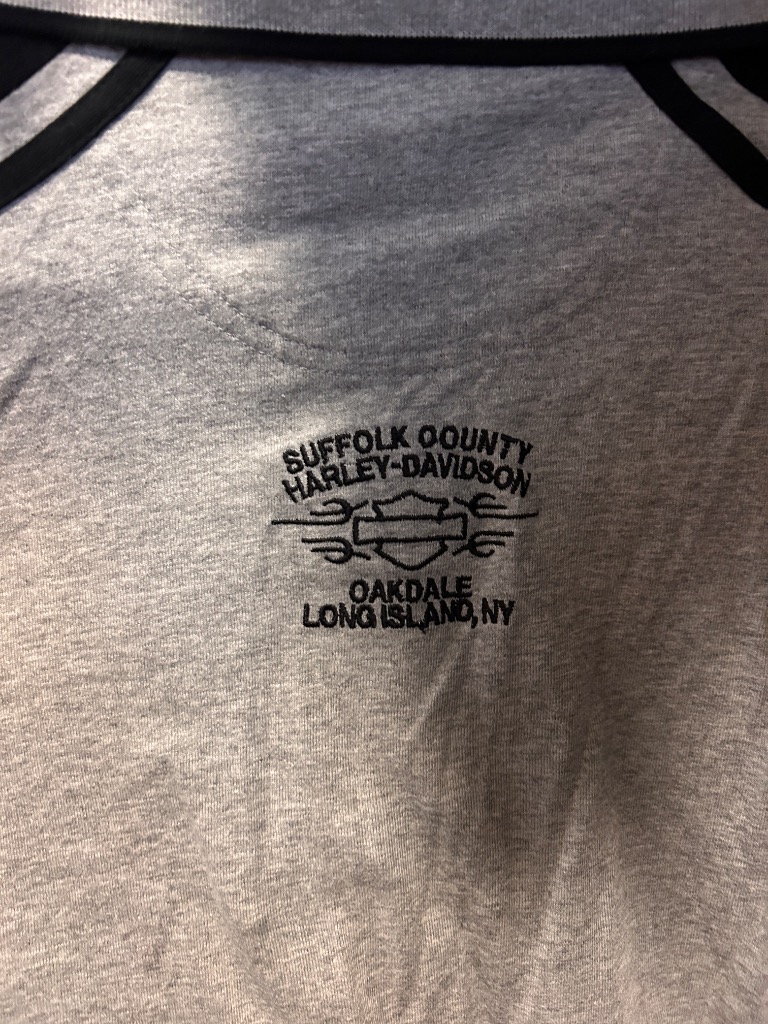 SUFFOLK COUNTY
HARLEY-DAVIDSON
OAKDALE
LONG ISLAND, NY